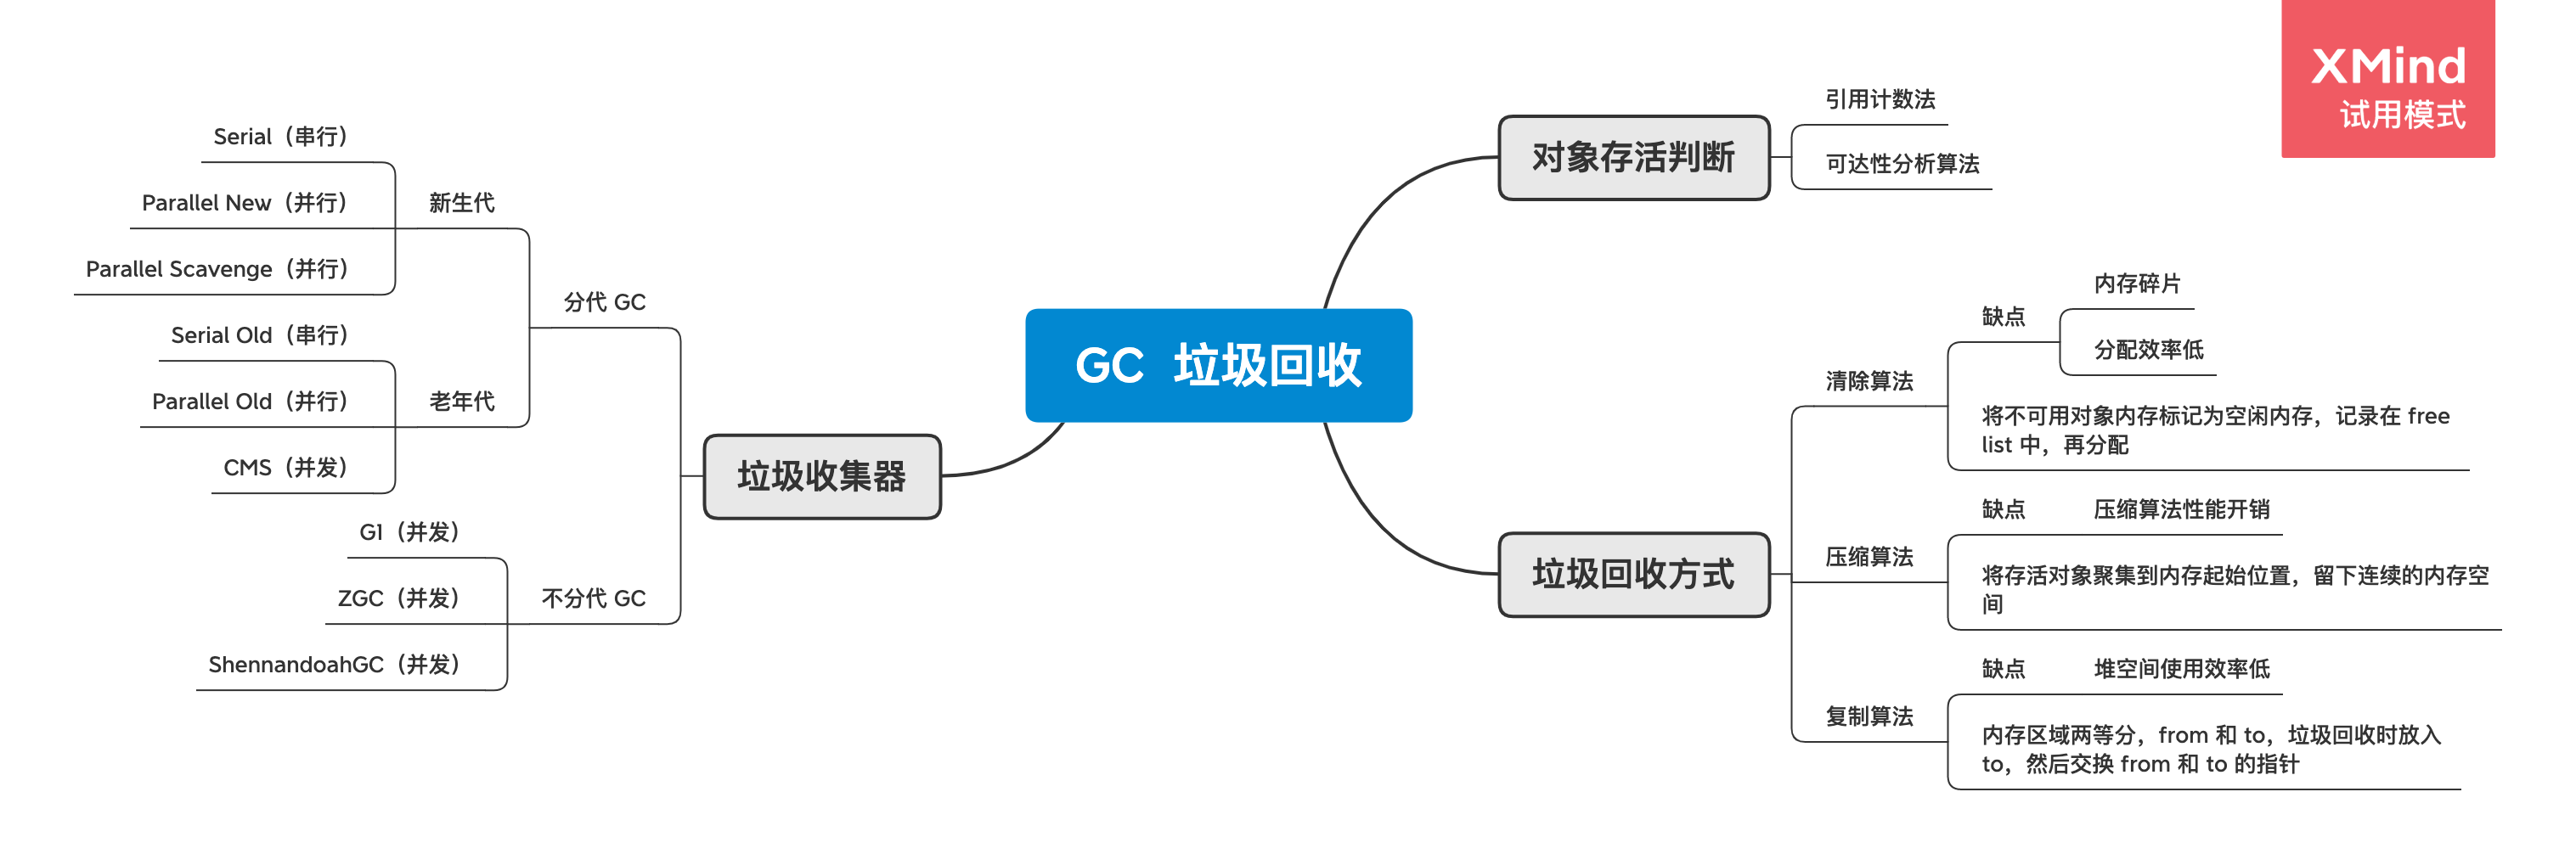 XMind
试用模式
GC 垃圾回收
对象存活判断
引用计数法
可达性分析算法
垃圾回收方式
清除算法
缺点
内存碎片
分配效率低
将不可用对象内存标记为空闲内存，记录在 free
list 中，再分配
压缩算法
缺点
压缩算法性能开销
将存活对象聚集到内存起始位置，留下连续的内存空
间
复制算法
缺点
堆空间使用效率低
内存区域两等分，from 和 to，垃圾回收时放入
to，然后交换 from 和 to 的指针
垃圾收集器
分代 GC
新生代
Serial（串行）
Parallel New（并行）
Parallel Scavenge（并行）
老年代
Serial Old（串行）
Parallel Old（并行）
CMS（并发）
不分代 GC
G1（并发）
ZGC（并发）
ShennandoahGC（并发）